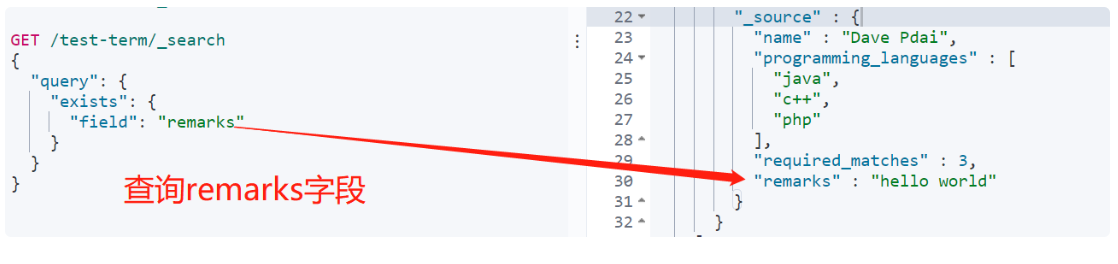 GET /test-term/_search
{
  "query": {
    "exists": {
      "field": "remarks"
    }
  }
}
查询remarks字段
22 "_source" : {
23 "name" : "Dave Pdai",
24 "programming_languages" : [
25 "java",
26 "c++",
27 "php"
28 ],
29 "required_matches" : 3,
30 "remarks" : "hello world"
31 }
32 }